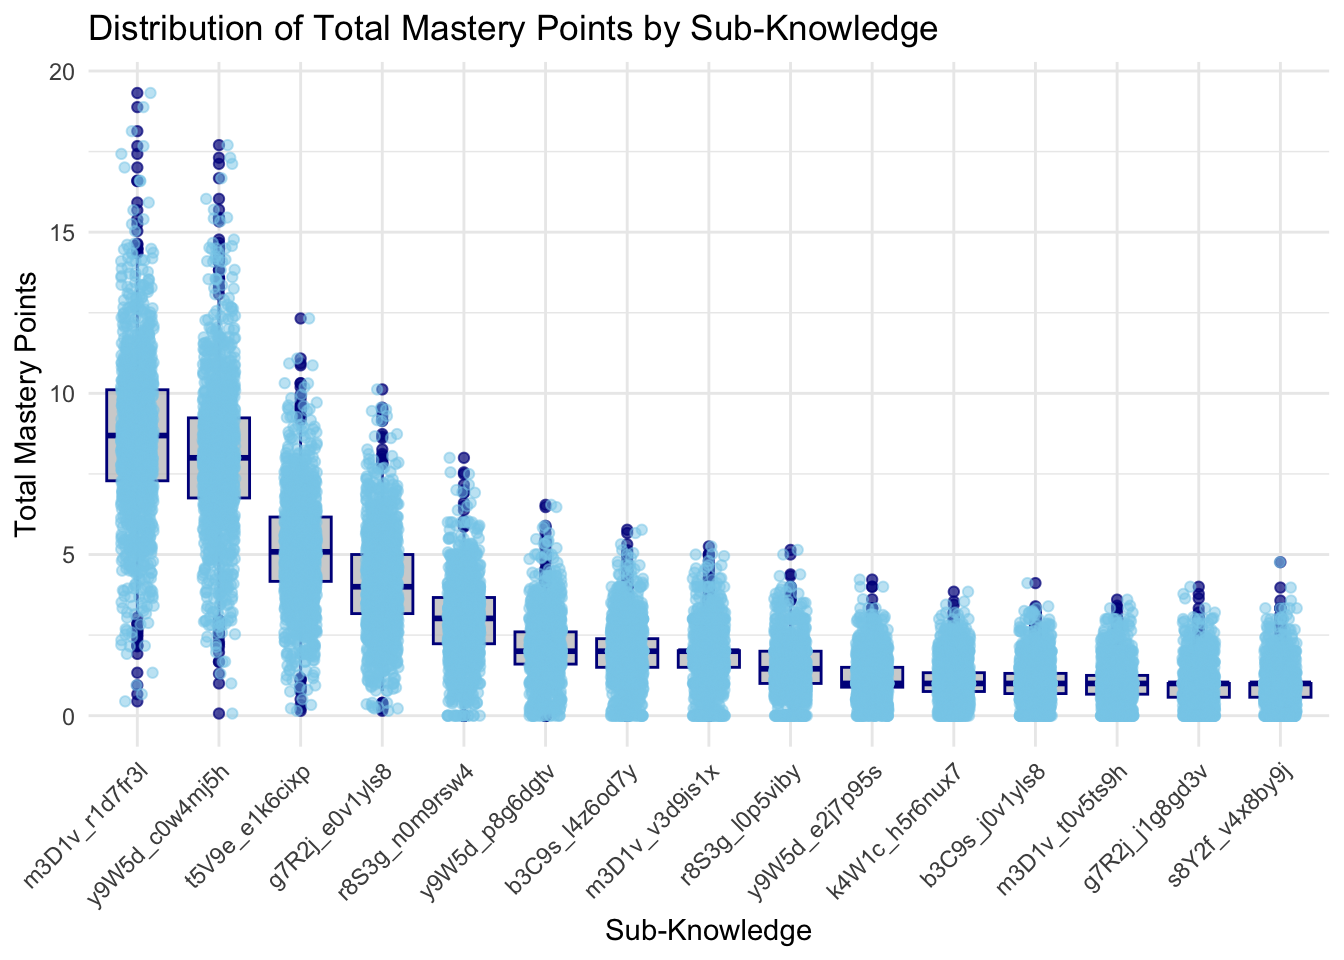 Distribution of Total Mastery Points by Sub-Knowledge
Total Mastery Points
20
15
10
5
0
m3D1v_r1d7fr3l
y9W5d_c0w4mj5h
t5V9e_e1k6cixp
g7R2j_e0v1yls8
r8S3g_n0m9rsw4
y9W5d_p8g6dgtv
b3C9s_l4z6od7y
m3D1v_v3d9is1x
r8S3g_l0p5viby
y9W5d_e2j7p95s
k4W1c_h5r6nux7
b3C9s_j0v1yls8
m3D1v_t0v5ts9h
g7R2j_j1g8gd3v
s8Y2f_v4x8by9j
Sub-Knowledge